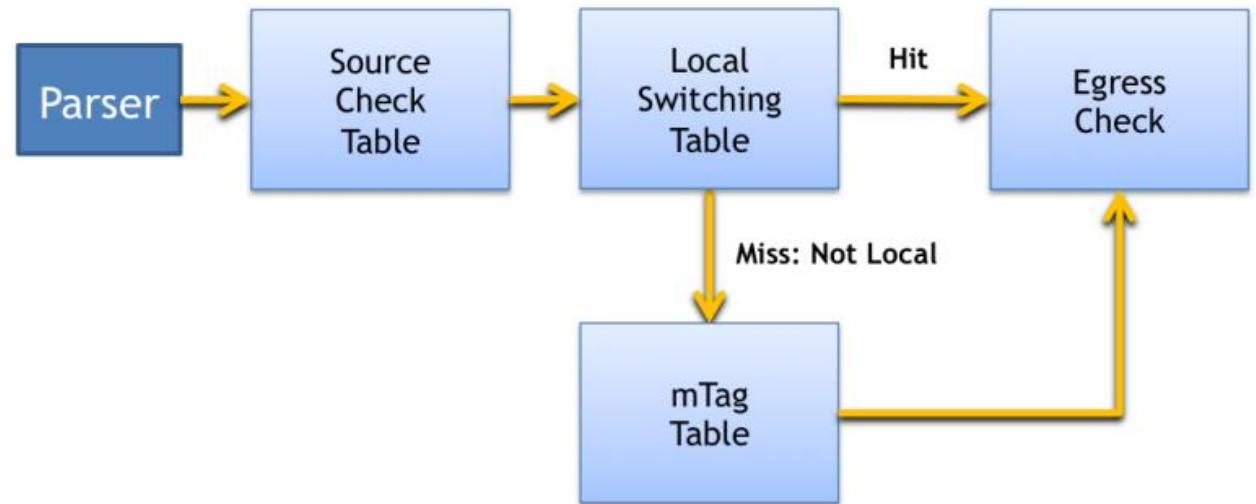 Parser
Source
Check
Table
Local
Switching
Table
Hit
Egress
Check
Miss: Not Local
mTag
Table